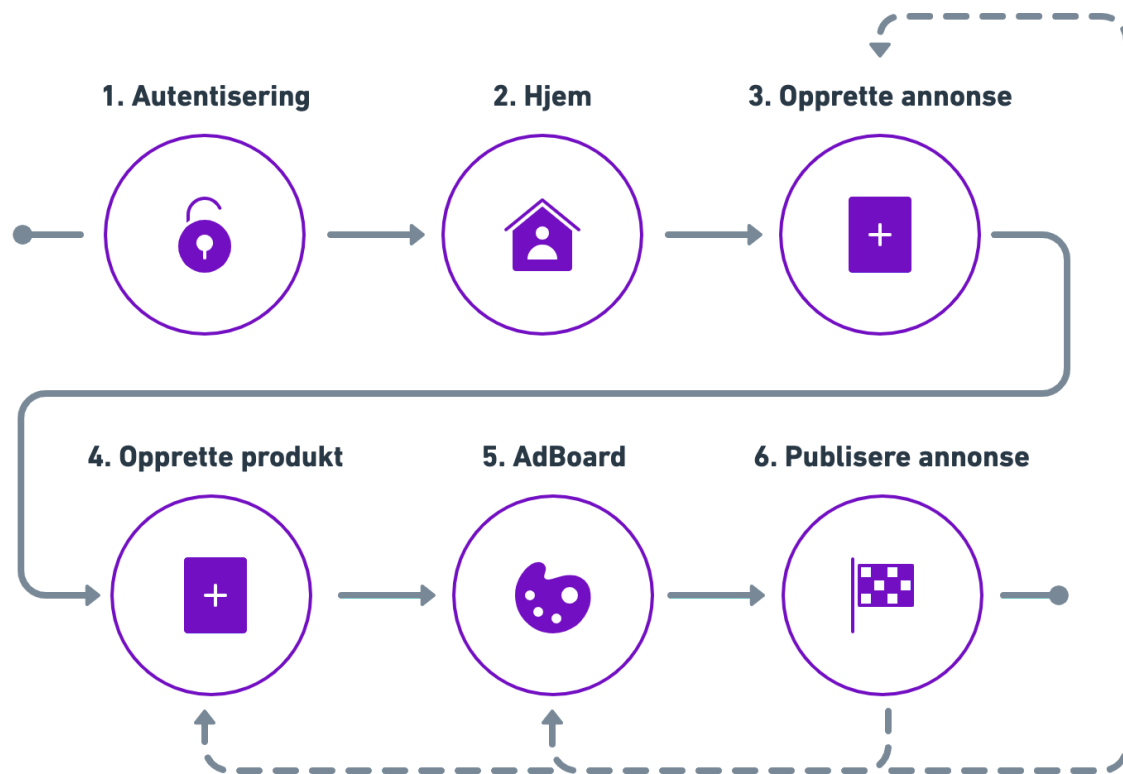 1. Autentisering
2. Hjem
3. Opprette annonse
4. Opprette produkt
5. AdBoard
6. Publisere annonse